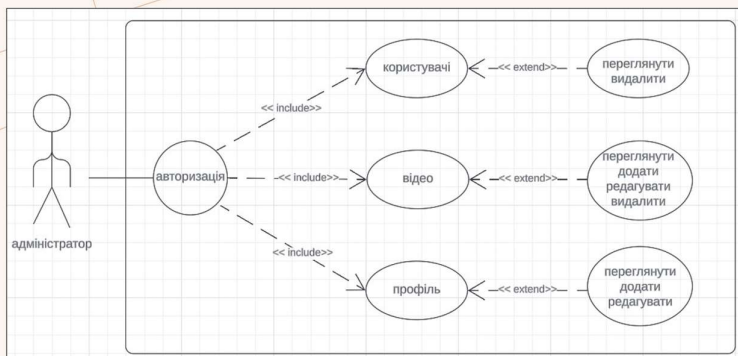 користувачі
<< extend>>
переглянути
видалити
<< include>>
авторизація
<< include>>
відео
<< extend>>
переглянути
додати
редагувати
видалити
адміністратор
<< include>>
профіль
<< extend>>
переглянути
додати
редагувати